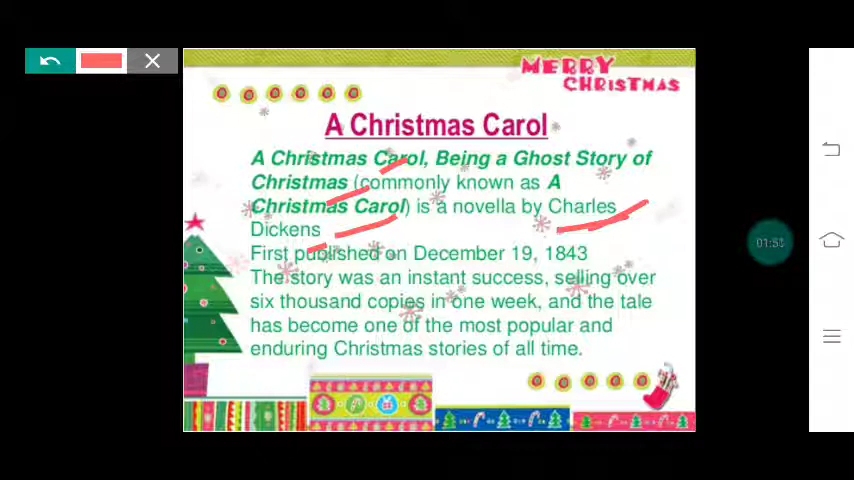 MERRY
CHRISTMAS
A Christmas Carol
A Christmas Carol, Being a Ghost Story of
Christmas (commonly known as A
Christmas Carol) is a novella by Charles
Dickens
First published on December 19, 1843
The story was an instant success, selling over
six thousand copies in one week, and the tale
has become one of the most popular and
enduring Christmas stories of all time.